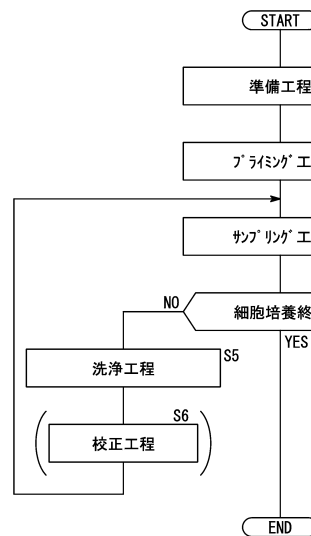 START
準備工程
プライミング工
サンプリング工
細胞培養終
NO
YES
洗浄工程
S5
S6
校正工程
END